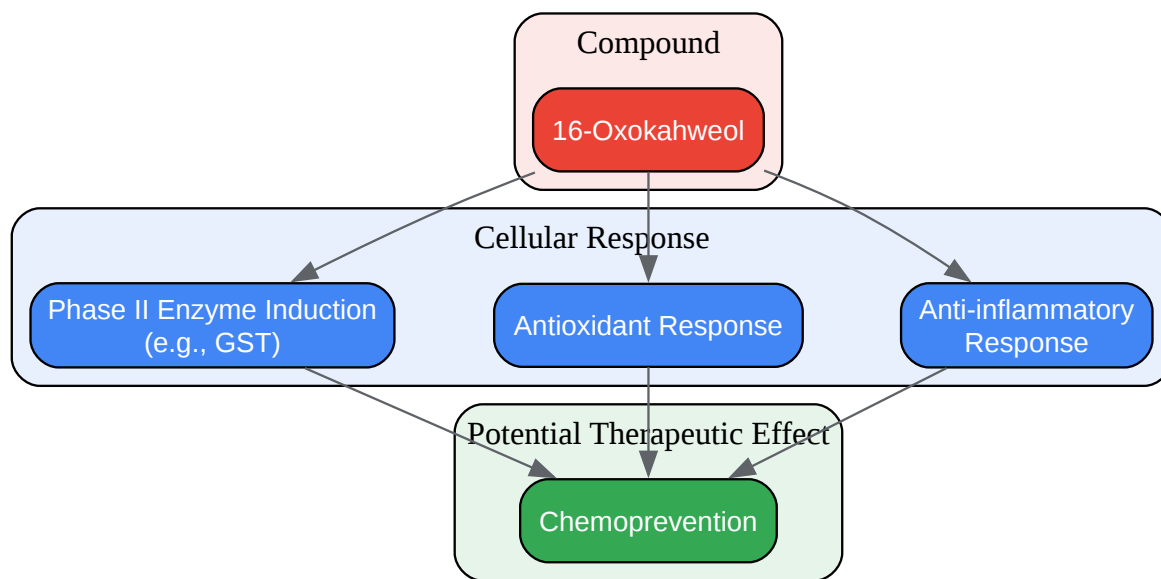 Compound
16-Oxokahweol
Cellular Response
Phase II Enzyme Induction
(e.g., GST)
Antioxidant Response
Anti-inflammatory
Response
Potential Therapeutic Effect
Chemoprevention